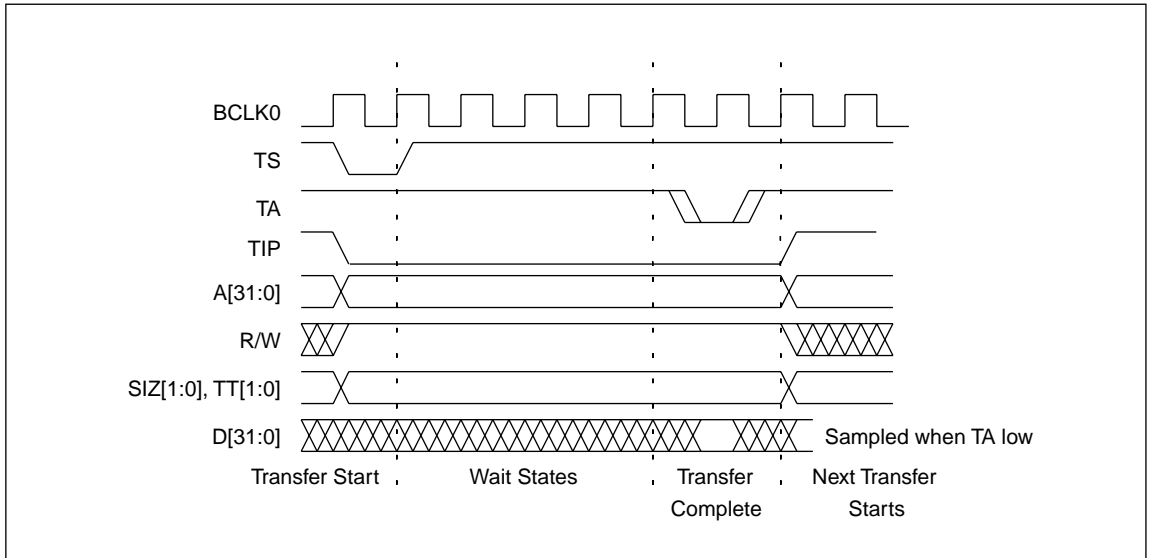 BCLK0
TS
TA
TIP
A[31:0]
R/W
SIZ[1:0], TT[1:0]
D[31:0]
Sampled when TA low
Transfer Start
Wait States
Transfer
Complete
Next Transfer
Starts